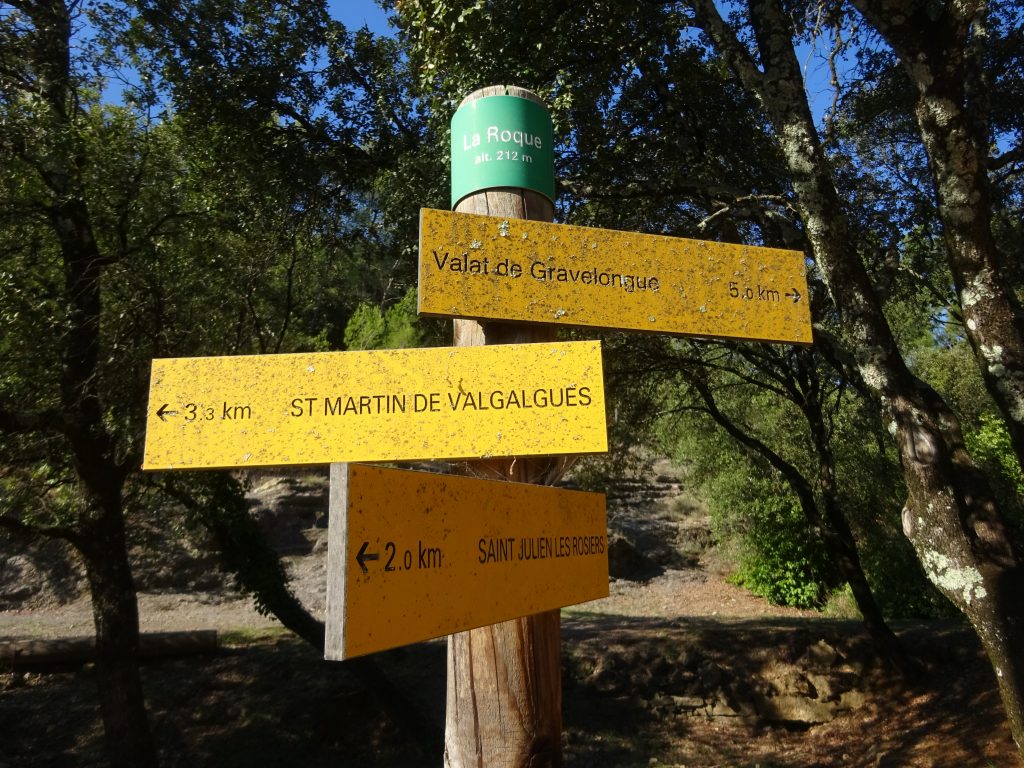 La Roque
alt. 212 m
Valat de Gravelongue 5.0 km →
← 3.3 km ST MARTIN DE VALGALGUES
← 2.0 km SAINT JULIEN LES ROSIERS